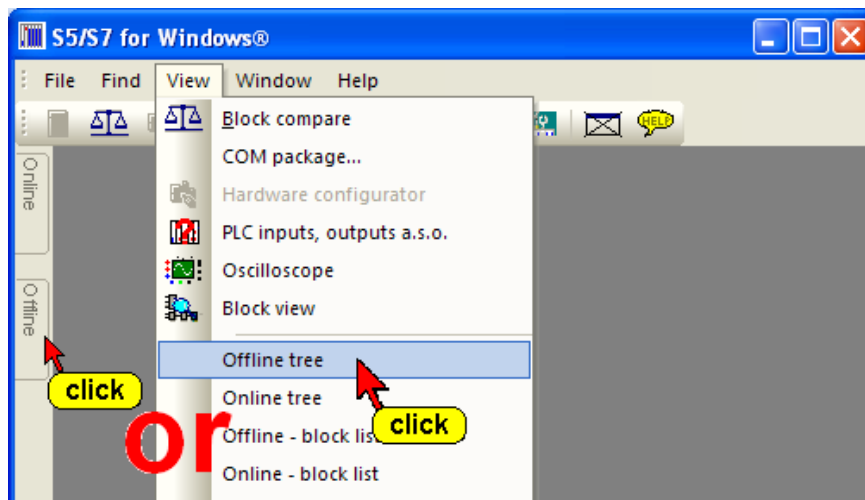 S5/S7 for Windows®
File Find View Window Help
Block compare
HELP
COM package...
Online
Hardware configurator
PLC inputs, outputs a.s.o.
Oscilloscope
Offline
Block view
Offline tree
click
Online tree
click
or
Offline - block lis
Online - block list